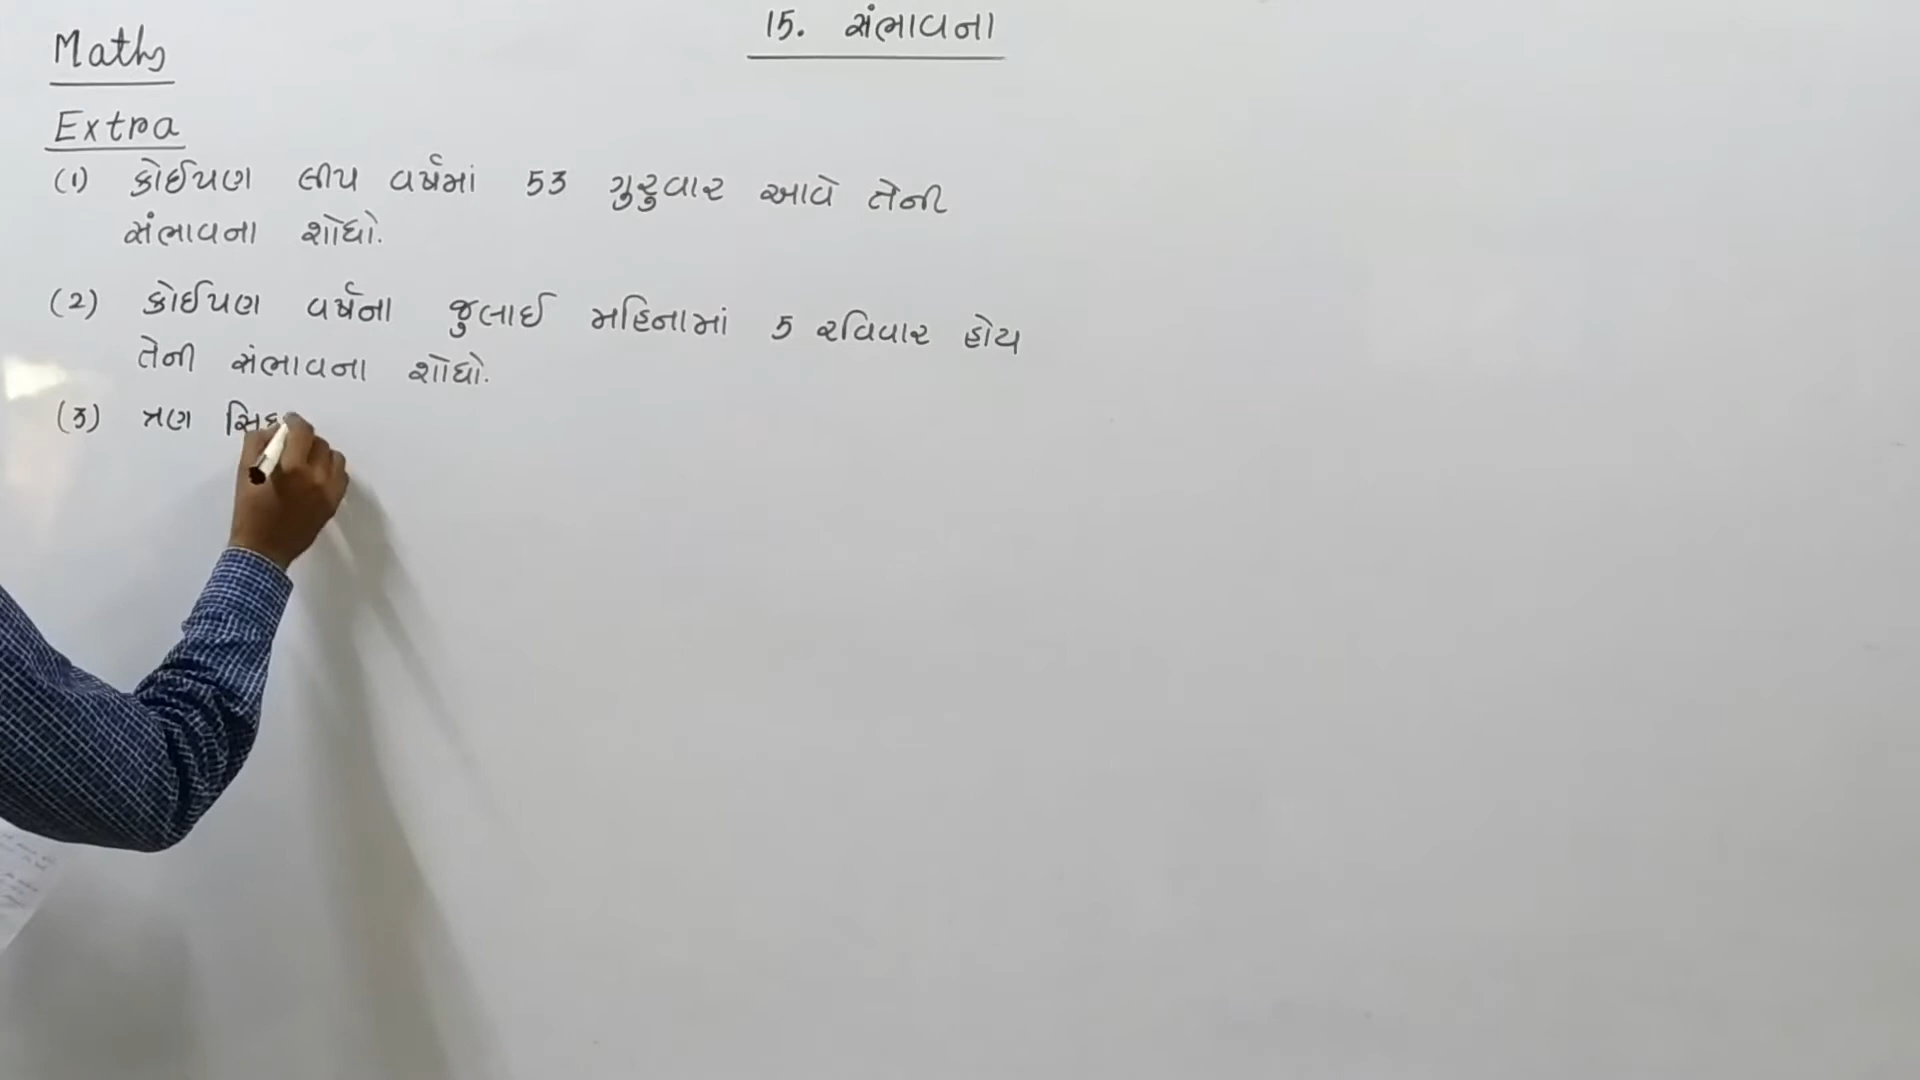 15. સંભાવના
Maths
Extra
(1) કોઈપણ લીપ વર્ષમાં 53 ગુરુવાર આવે તેની
સંભાવના શોધો.
(2) કોઈપણ વર્ષના જુલાઈ મહિનામાં 5 રવિવાર હોય
તેની સંભાવના શોધો.
(3) ત્રણ